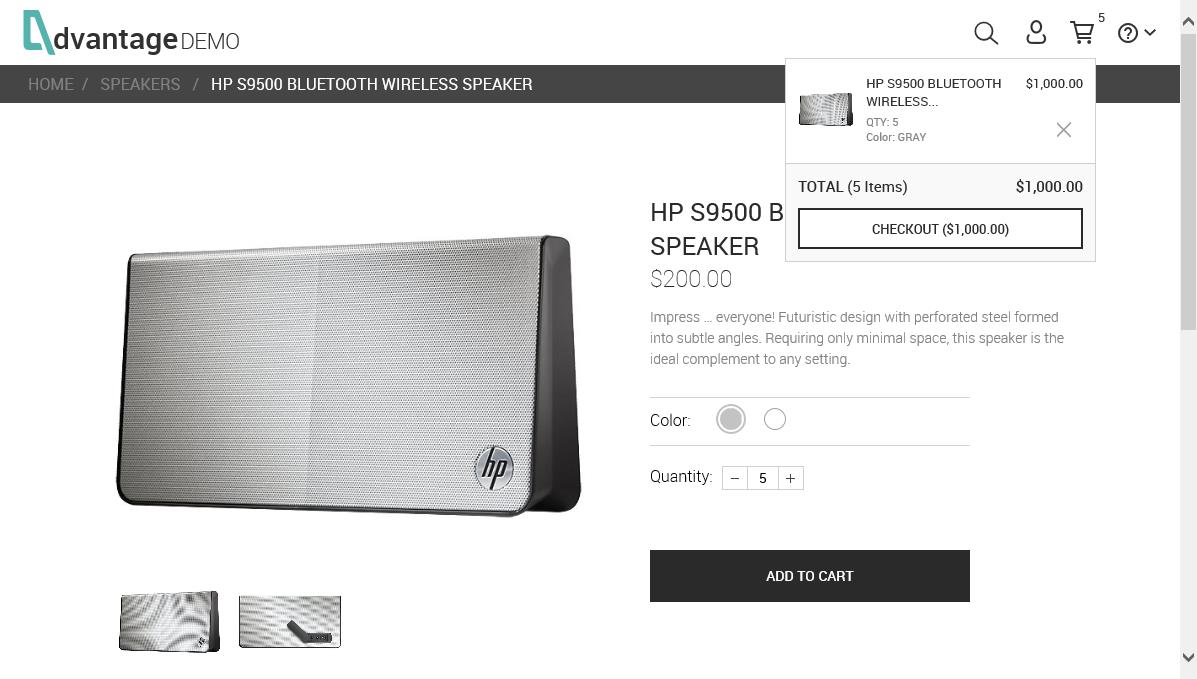 dvantage DEMO
5
HOME / SPEAKERS / HP S9500 BLUETOOTH WIRELESS SPEAKER
HP S9500 BLUETOOTH $1,000.00
WIRELESS...
QTY: 5
Color: GRAY
TOTAL (5 Items) $1,000.00
CHECKOUT ($1,000.00)
HP S9500 B
SPEAKER
$200.00
Impress ... everyone! Futuristic design with perforated steel formed
into subtle angles. Requiring only minimal space, this speaker is the
ideal complement to any setting.
Color:
Quantity: − 5 +
ADD TO CART
hp